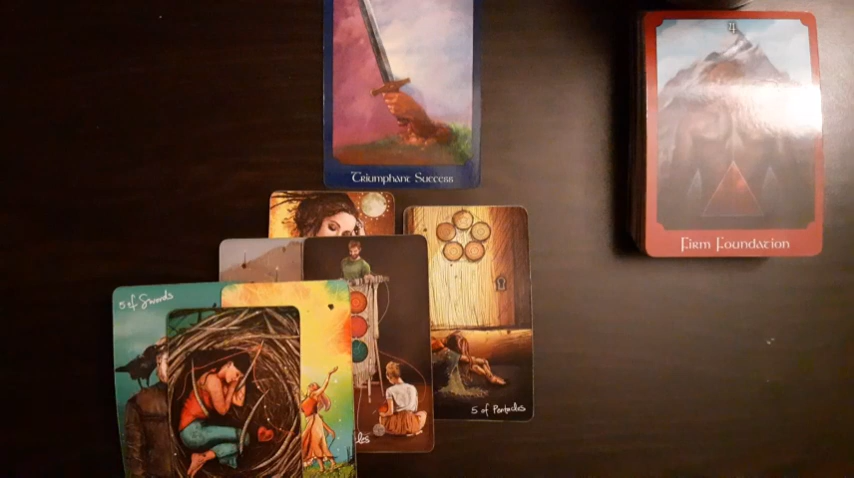 Triumphant Success
Firm Foundation
5 of Swords
5 of Pentacles